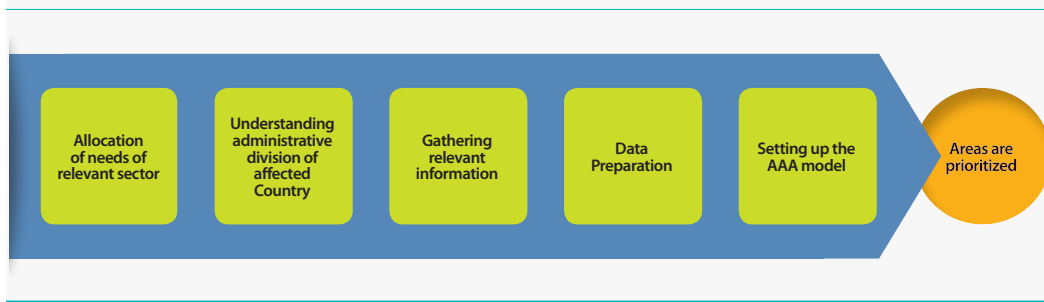 Allocation
of needs of
relevant sector
Understanding
administrative
division of
affected
Country
Gathering
relevant
information
Data
Preparation
Setting up the
AAA model
Areas are
prioritized